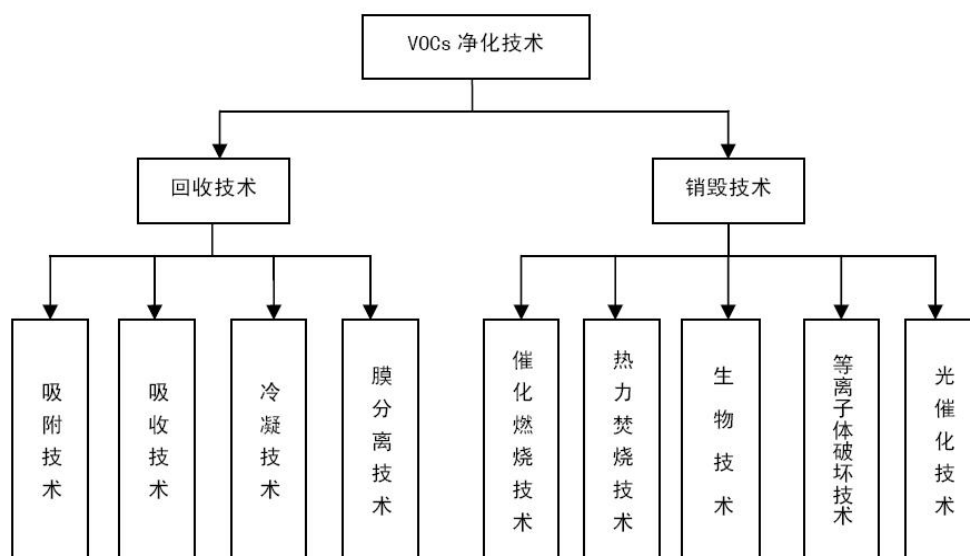 VOCs 净化技术
回收技术
销毁技术
吸附技术
吸收技术
冷凝技术
膜分离技术
催化燃烧技术
热力焚烧技术
生物技术
等离子体破坏技术
光催化技术